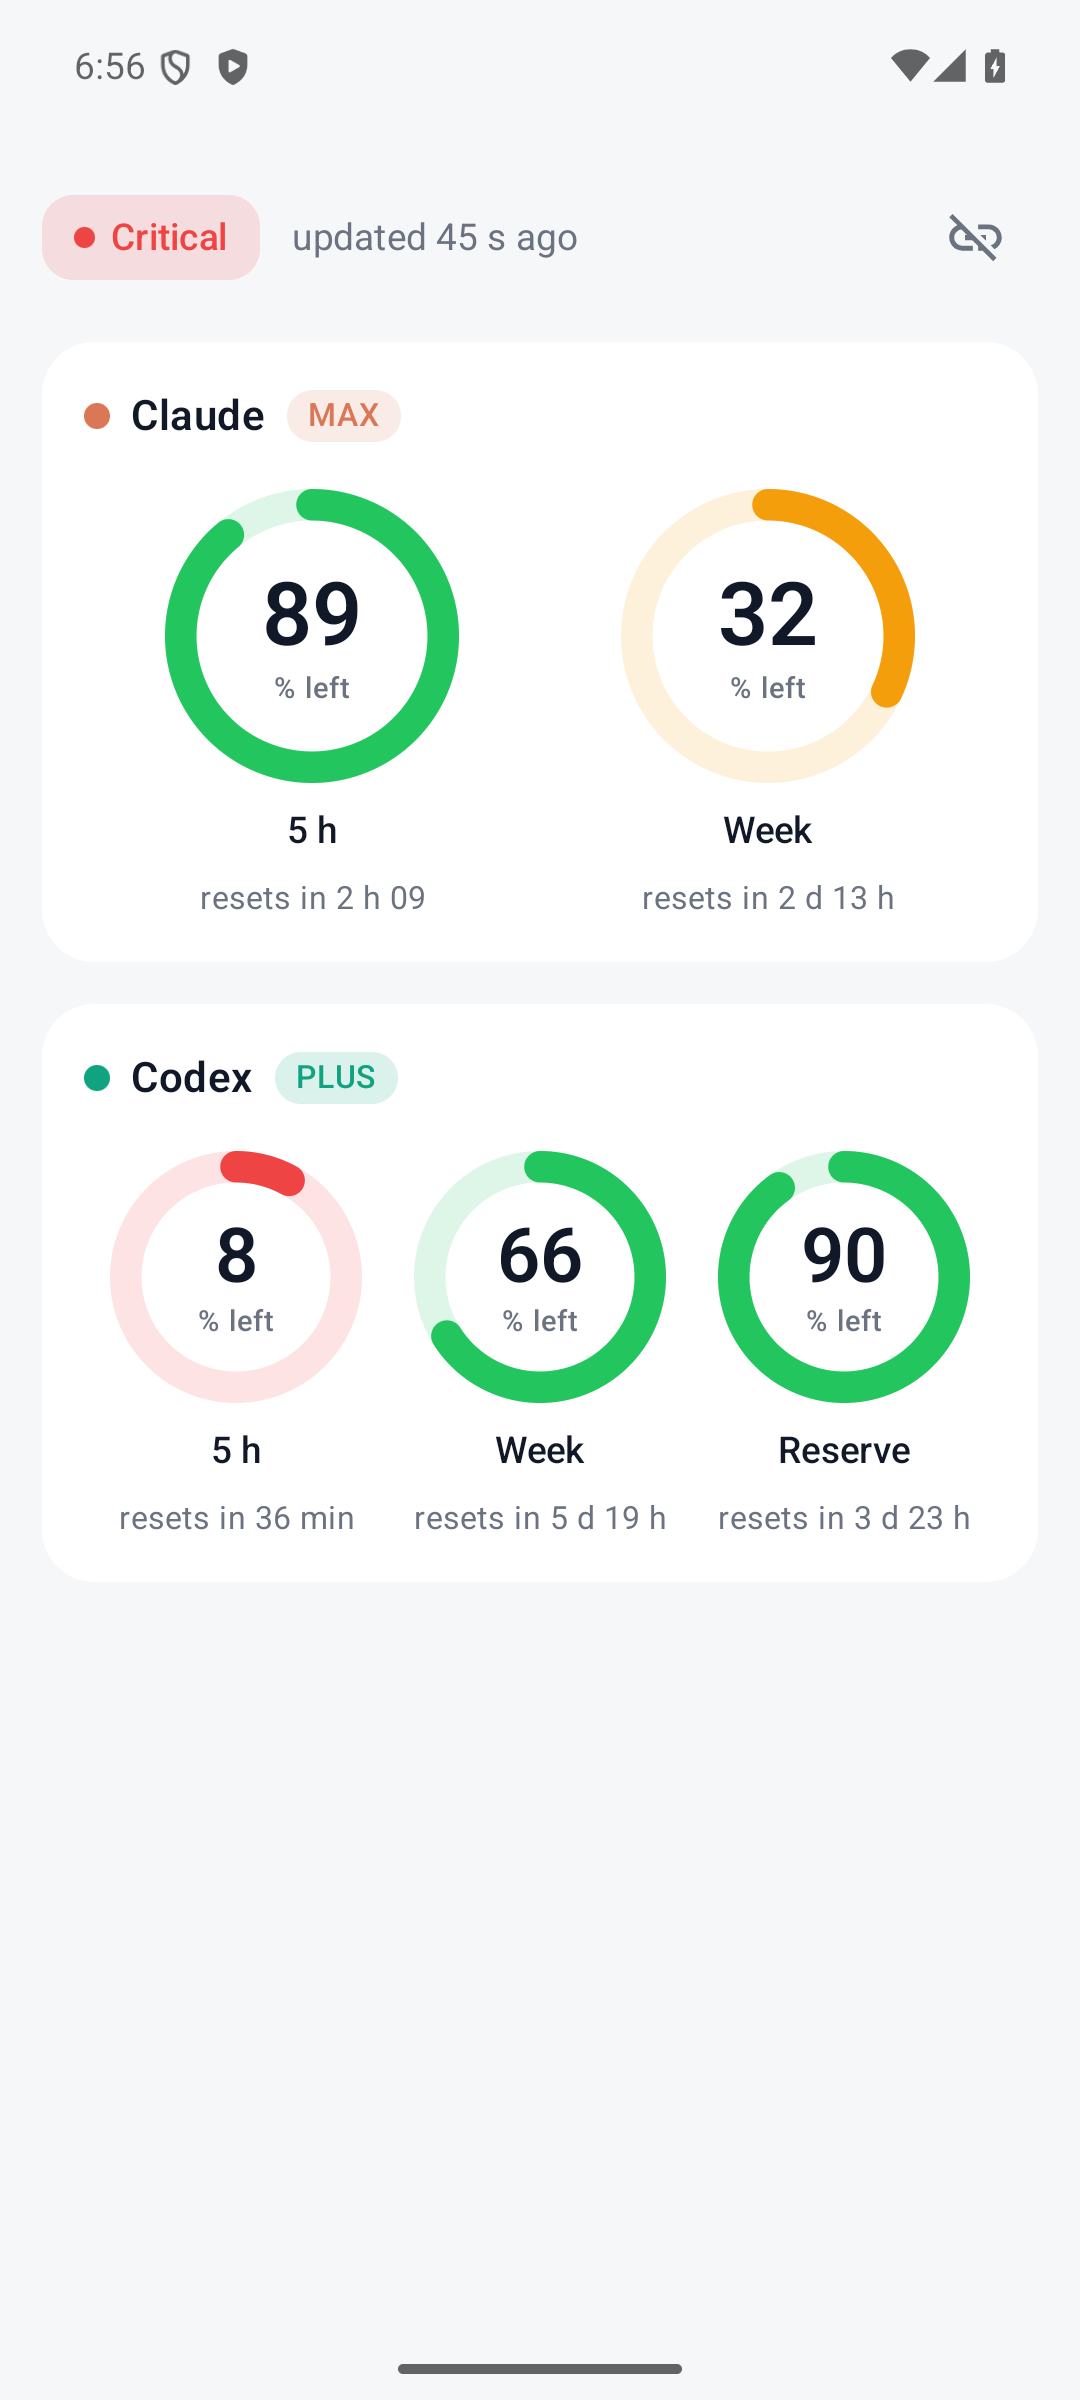 6:56
Critical updated 45 s ago
Claude MAX
89 32
% left % left
5 h Week
resets in 2 h 09 resets in 2 d 13 h
Codex PLUS
8 66 90
% left % left % left
5 h Week Reserve
resets in 36 min resets in 5 d 19 h resets in 3 d 23 h